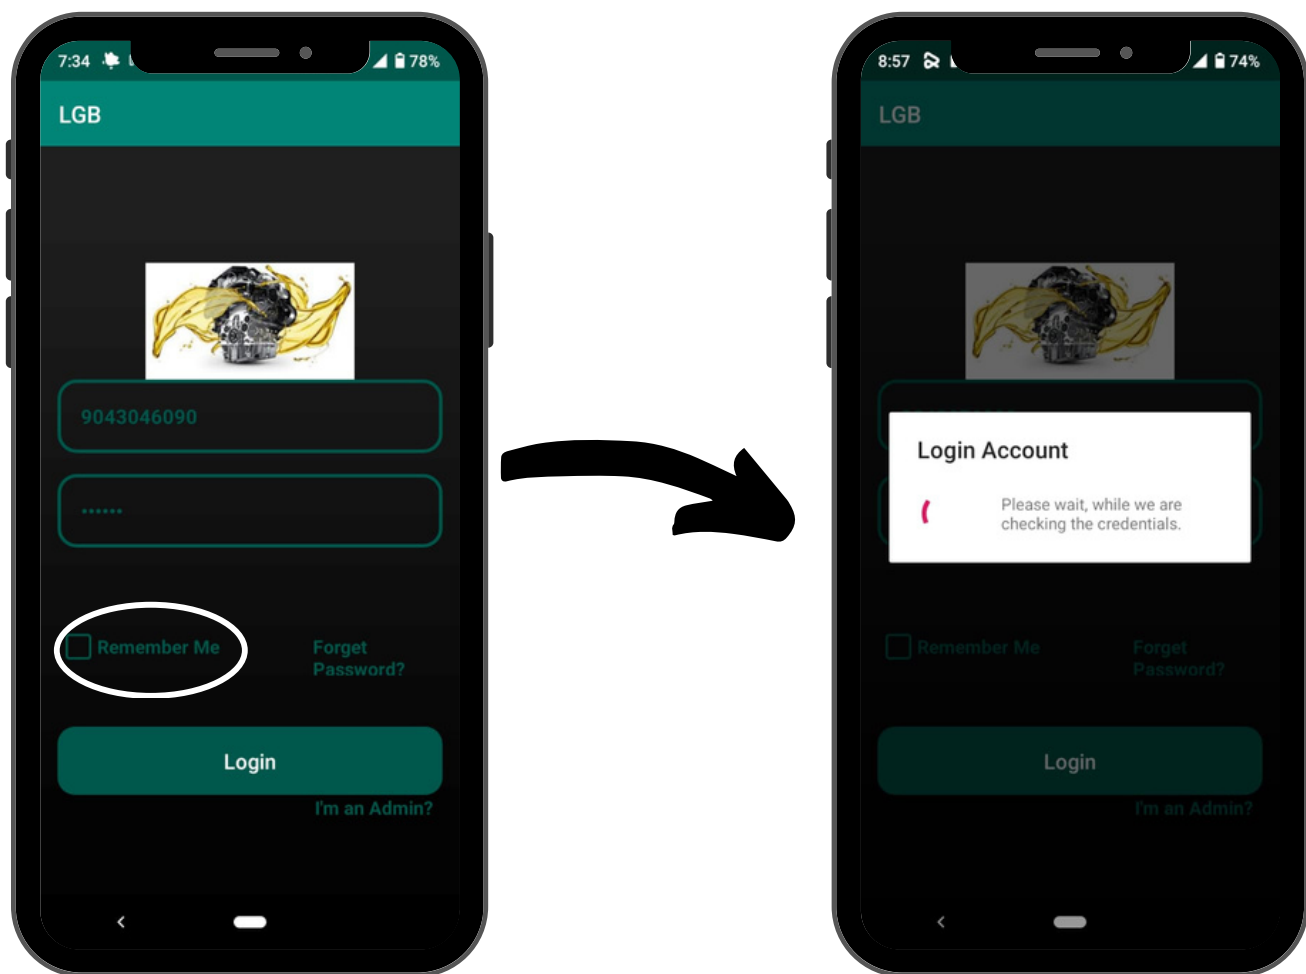 7:34
78%
LGB
9043046090
••••••
Remember Me
Forget
Password?
Login
I'm an Admin?
8:57
74%
LGB
Login Account
Please wait, while we are
checking the credentials.
Remember Me
Forget
Password?
Login
I'm an Admin?